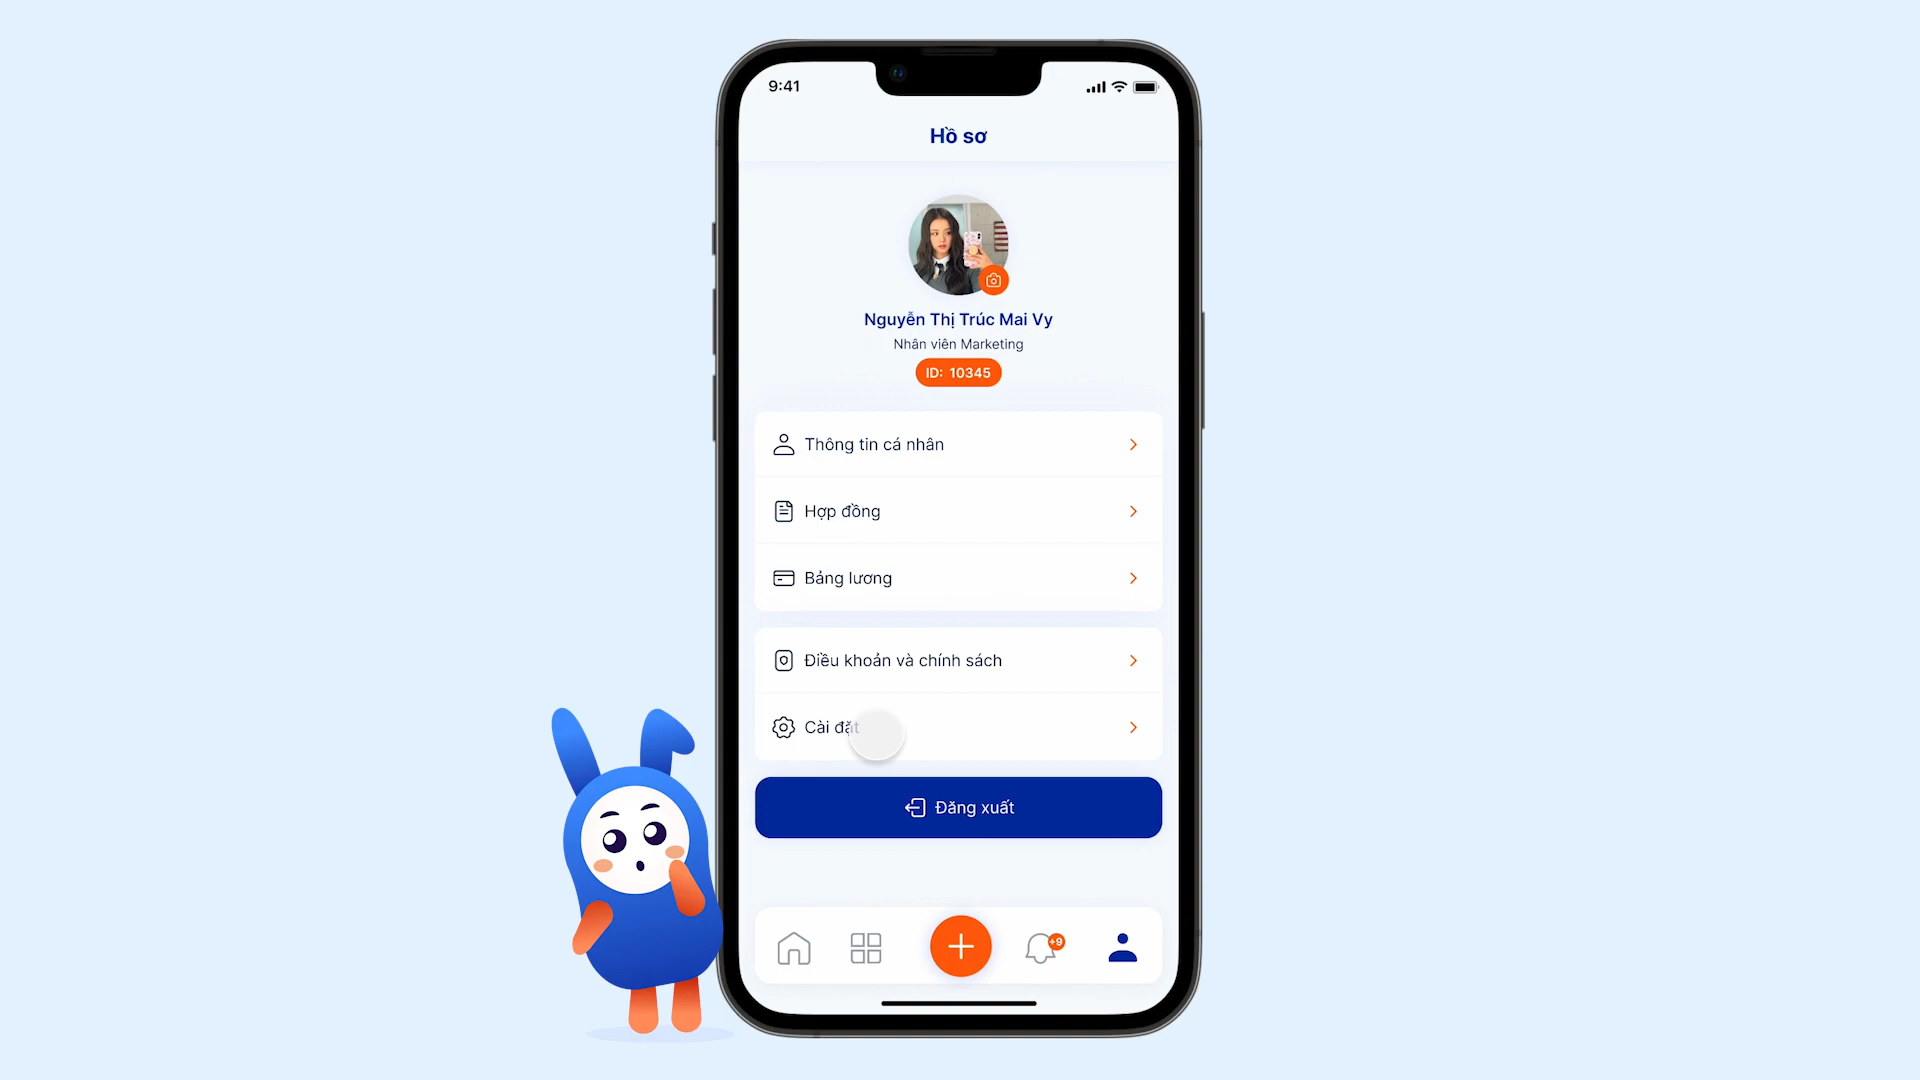 9:41
Hồ sơ
Nguyễn Thị Trúc Mai Vy
Nhân viên Marketing
ID: 10345
Thông tin cá nhân
Hợp đồng
Bảng lương
Điều khoản và chính sách
Cài đặt
Đăng xuất
+9